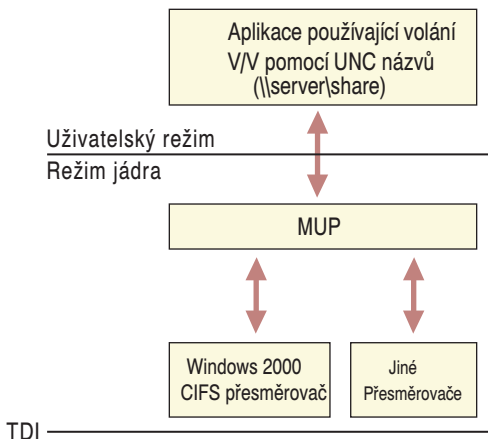 Aplikace používající volání
V/V pomocí UNC názvů
(\\server\share)
Uživatelský režim
Režim jádra
MUP
Windows 2000
CIFS přesměrovač
Jiné
Přesměrovače
TDI